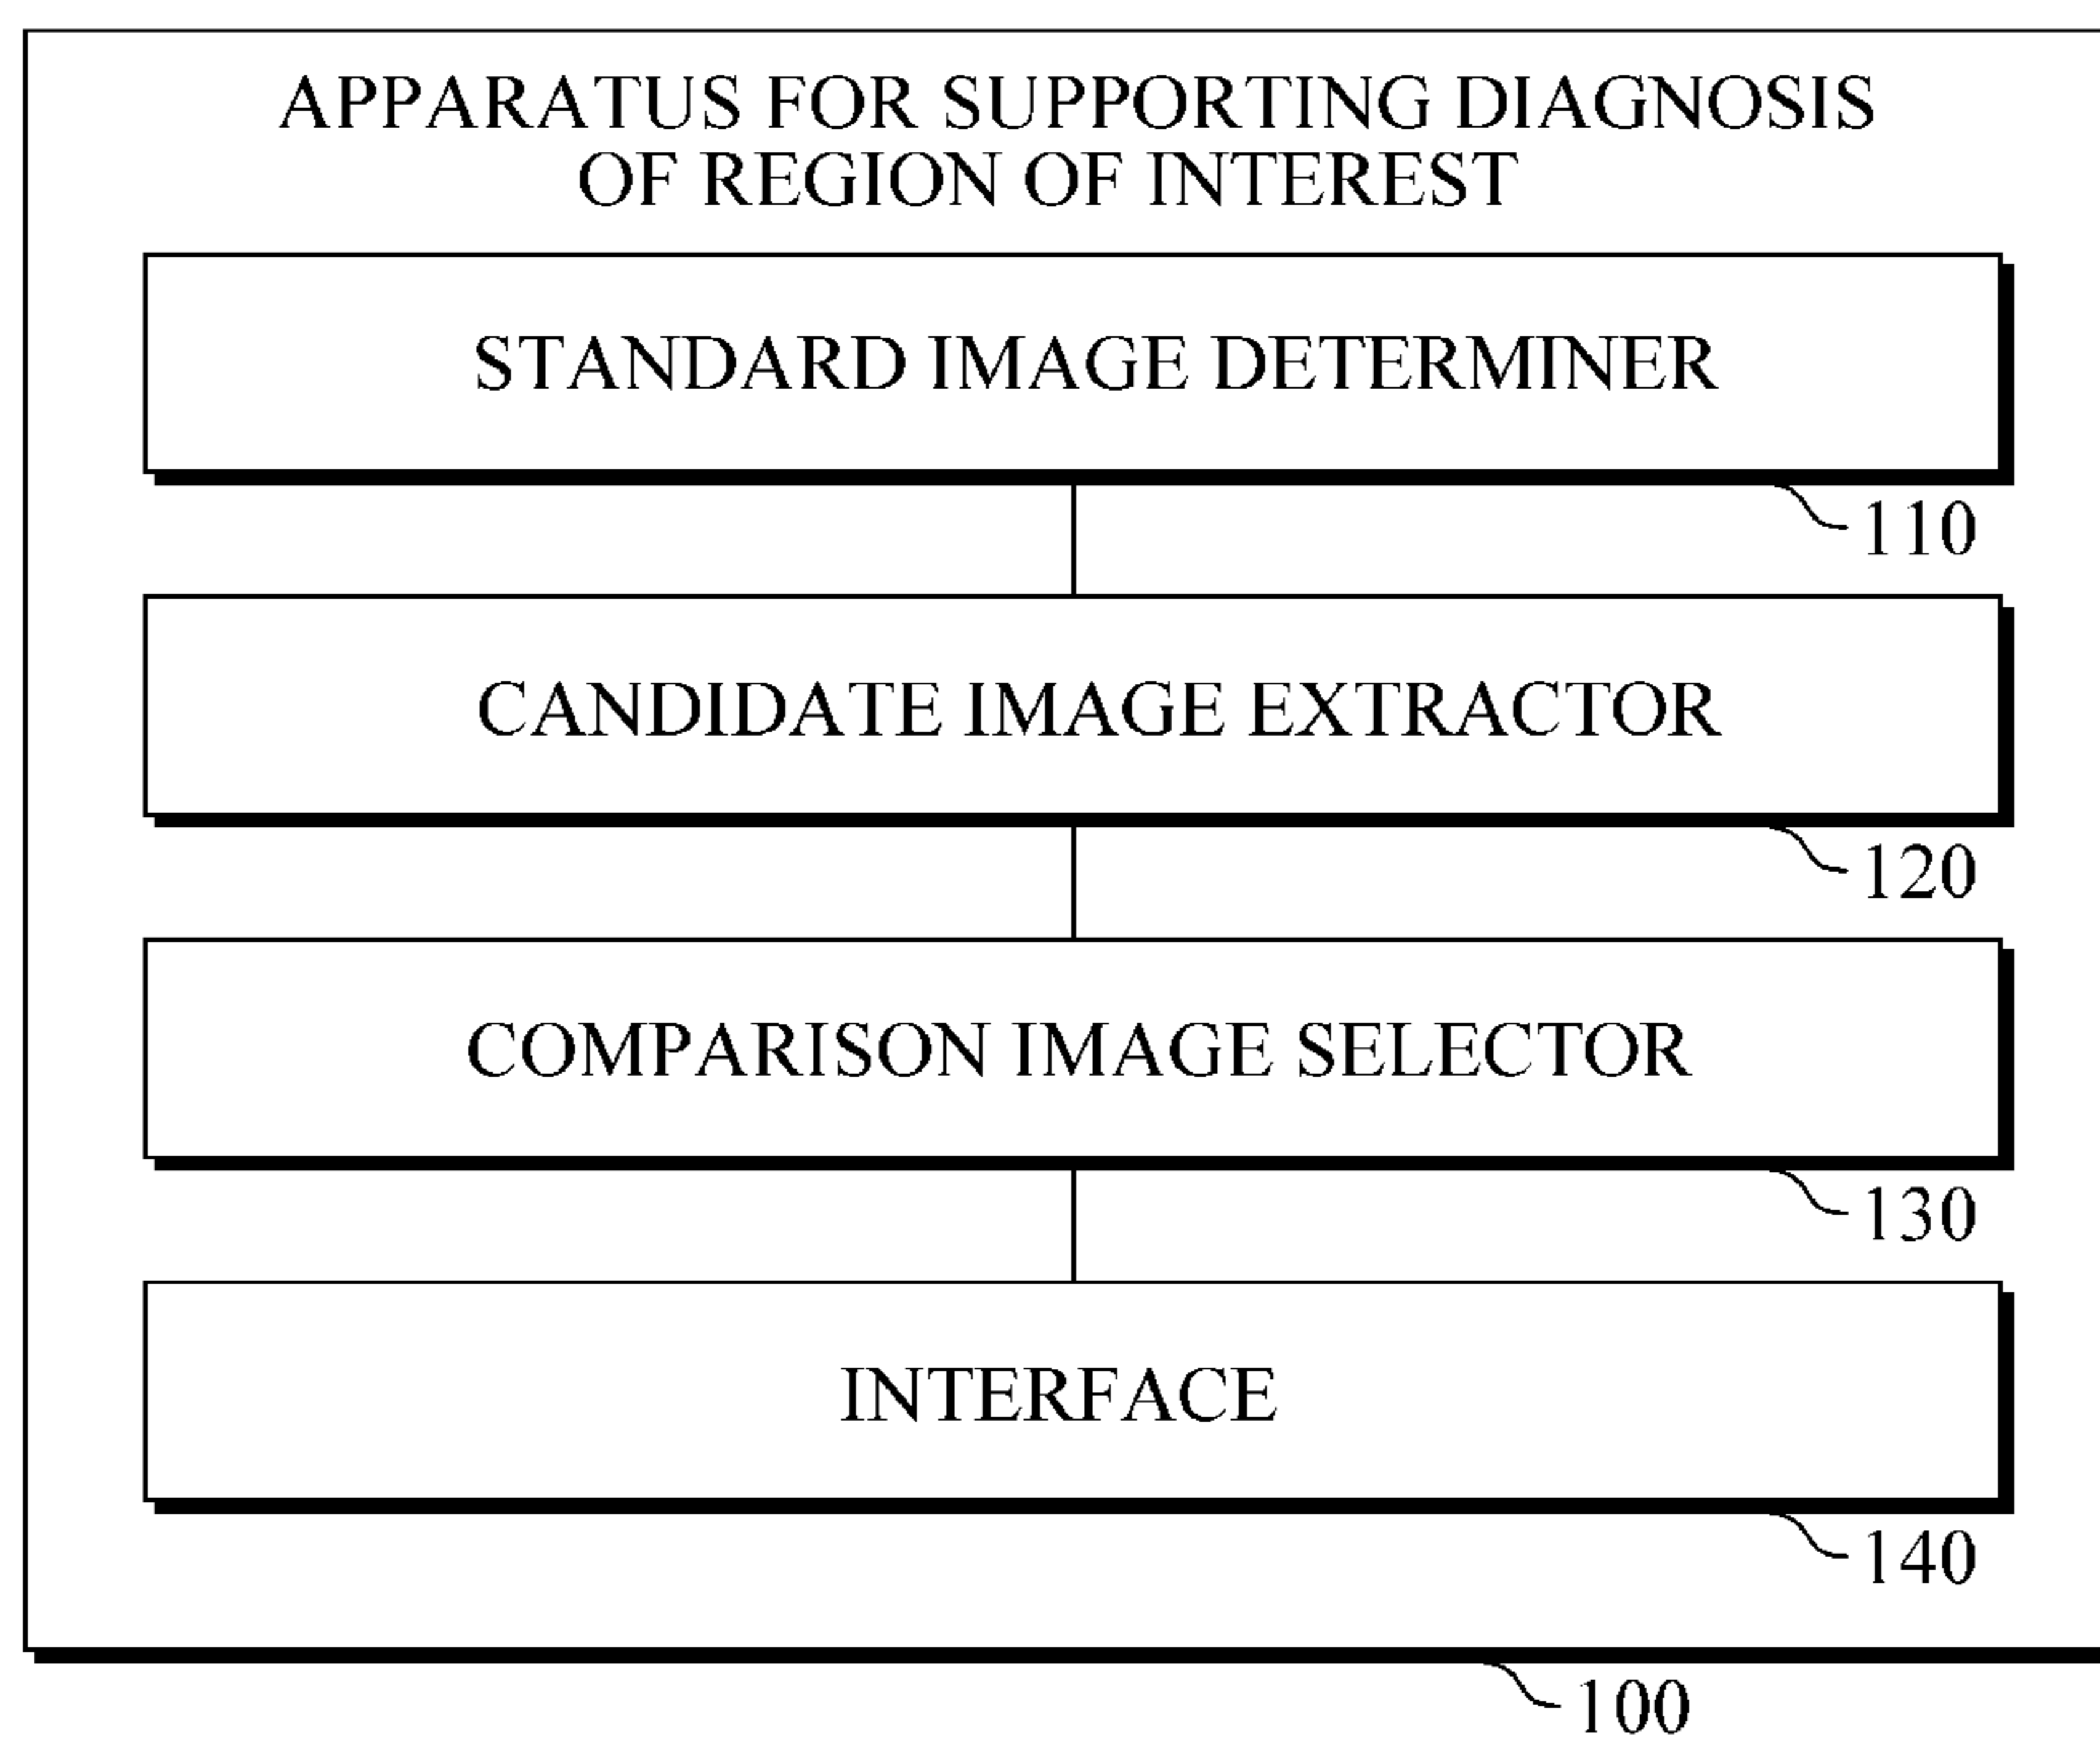 APPARATUS FOR SUPPORTING DIAGNOSIS
OF REGION OF INTEREST
STANDARD IMAGE DETERMINER
110
CANDIDATE IMAGE EXTRACTOR
120
COMPARISON IMAGE SELECTOR
130
INTERFACE
140
100